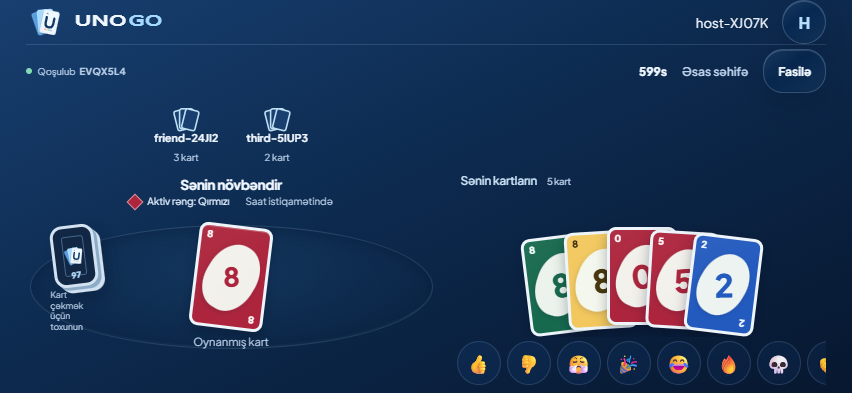 U UNOGO
host-XJ07K
H
Qoşulub EVQX5L4
599s
Əsas səhifə
Fasilə
friend-24JI2
third-5IUP3
3 kart
2 kart
Sənin növbəndir
Aktiv rəng: Qırmızı
Saat istiqamətində
Sənin kartların 5 kart
U
97
Kart
çəkmək
üçün
toxunun
8
8
8
Oynanmış kart
8
8
8
8
0
0
5
5
2
2
2